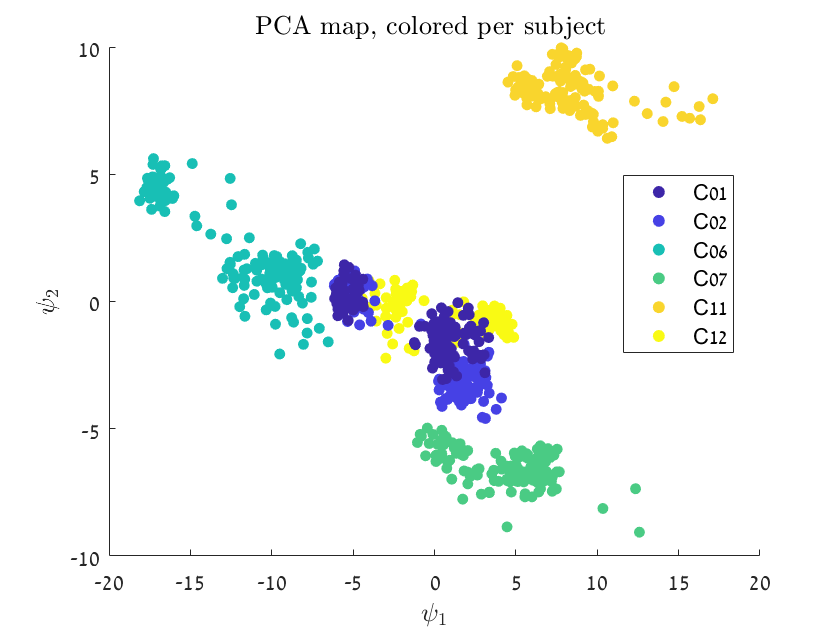 PCA map, colored per subject
10
5
0
-5
-10
ψ2
C01
C02
C06
C07
C11
C12
-20 -15 -10 -5 0 5 10 15 20
ψ1